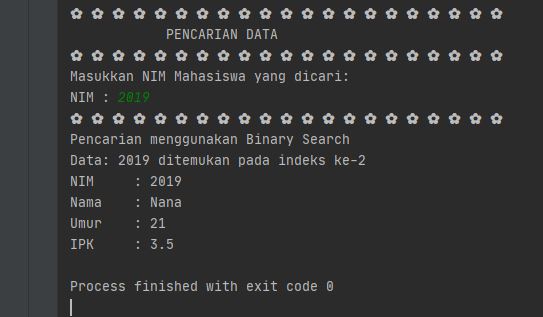 ✿ ✿ ✿ ✿ ✿ ✿ ✿ ✿ ✿ ✿ ✿ ✿ ✿ ✿ ✿ ✿ ✿ ✿ ✿ ✿ ✿
PENCARIAN DATA
✿ ✿ ✿ ✿ ✿ ✿ ✿ ✿ ✿ ✿ ✿ ✿ ✿ ✿ ✿ ✿ ✿ ✿ ✿ ✿ ✿
Masukkan NIM Mahasiswa yang dicari:
NIM : 2019
✿ ✿ ✿ ✿ ✿ ✿ ✿ ✿ ✿ ✿ ✿ ✿ ✿ ✿ ✿ ✿ ✿ ✿ ✿ ✿ ✿
Pencarian menggunakan Binary Search
Data: 2019 ditemukan pada indeks ke-2
NIM     : 2019
Nama    : Nana
Umur    : 21
IPK     : 3.5
Process finished with exit code 0